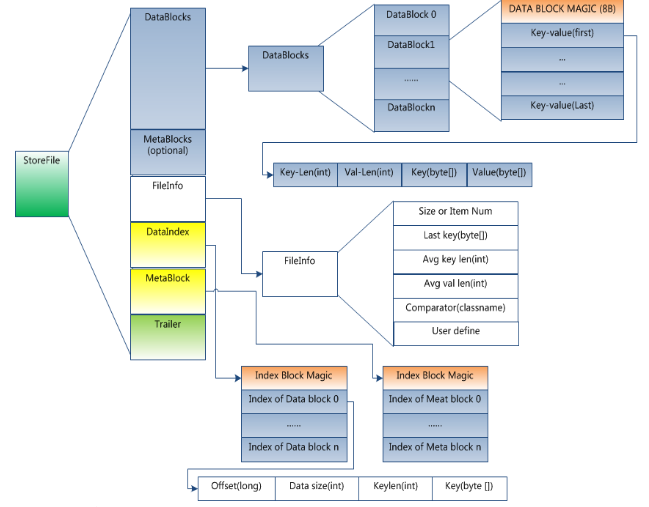 StoreFile
DataBlocks
MetaBlocks
(optional)
FileInfo
DataIndex
MetaBlock
Trailer
DataBlocks
DataBlock 0
DataBlock1
......
DataBlockn
DATA BLOCK MAGIC (8B)
Key-value(first)
...
...
Key-value(Last)
Key-Len(int) Val-Len(int) Key(byte[]) Value(byte[])
FileInfo
Size or Item Num
Last key(byte[])
Avg key len(int)
Avg val len(int)
Comparator(classname)
User define
Index Block Magic
Index of Data block 0
......
Index of Data block n
Index Block Magic
Index of Meat block 0
......
Index of Meta block n
Offset(long) Data size(int) Keylen(int) Key(byte [])